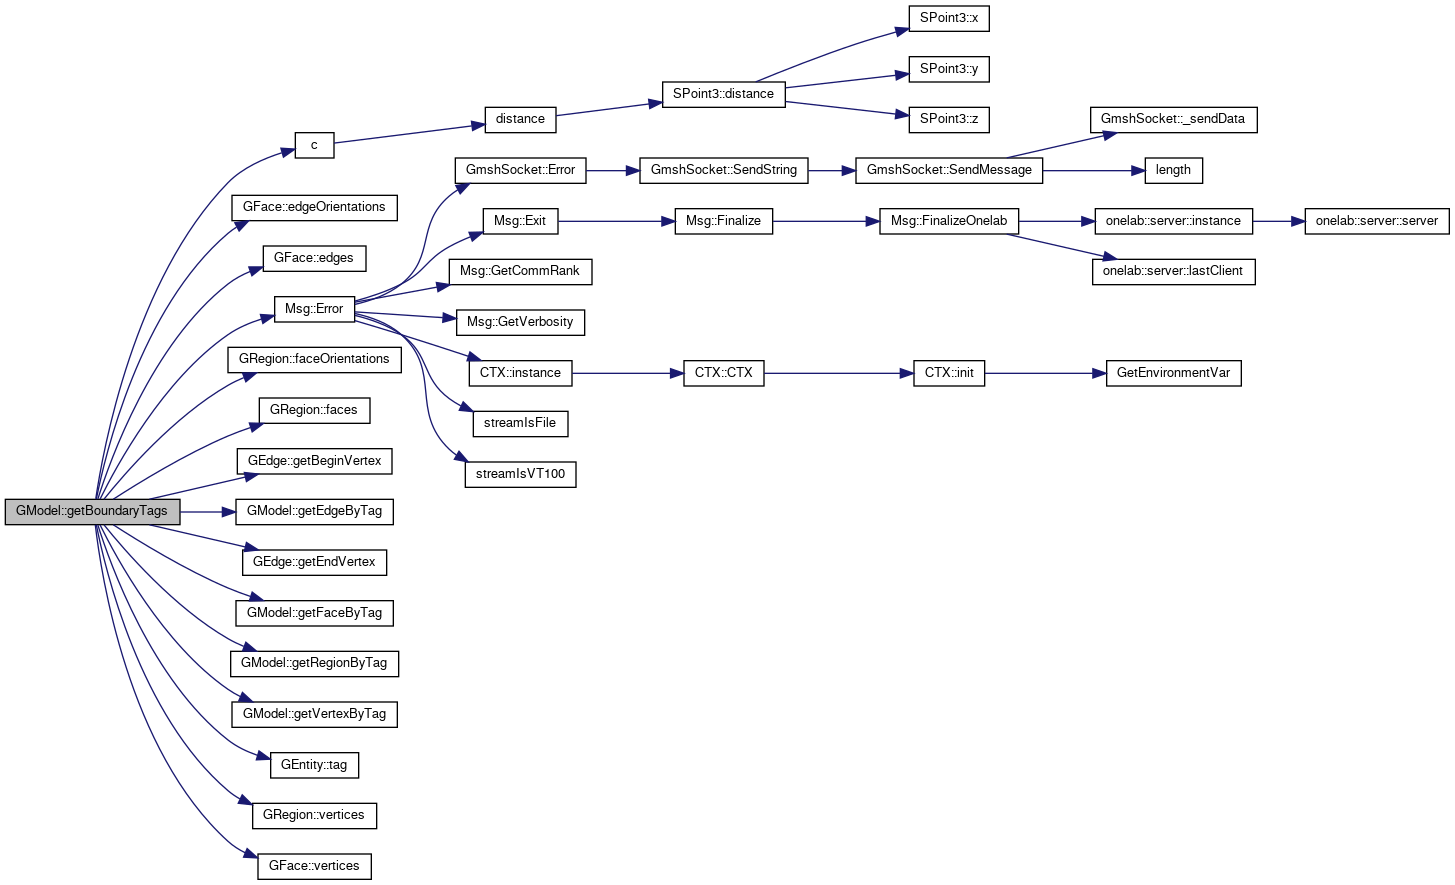 SPoint3::x
SPoint3::y
SPoint3::distance
SPoint3::z
distance
GmshSocket::_sendData
c
GmshSocket::Error
GmshSocket::SendString
GmshSocket::SendMessage
length
GFace::edgeOrientations
Msg::Exit
Msg::Finalize
Msg::FinalizeOnelab
onelab::server::instance
onelab::server::server
GFace::edges
Msg::GetCommRank
onelab::server::lastClient
Msg::Error
Msg::GetVerbosity
GRegion::faceOrientations
CTX::instance
CTX::CTX
CTX::init
GetEnvironmentVar
GRegion::faces
streamIsFile
GEdge::getBeginVertex
streamIsVT100
GModel::getBoundaryTags
GModel::getEdgeByTag
GEdge::getEndVertex
GModel::getFaceByTag
GModel::getRegionByTag
GModel::getVertexByTag
GEntity::tag
GRegion::vertices
GFace::vertices